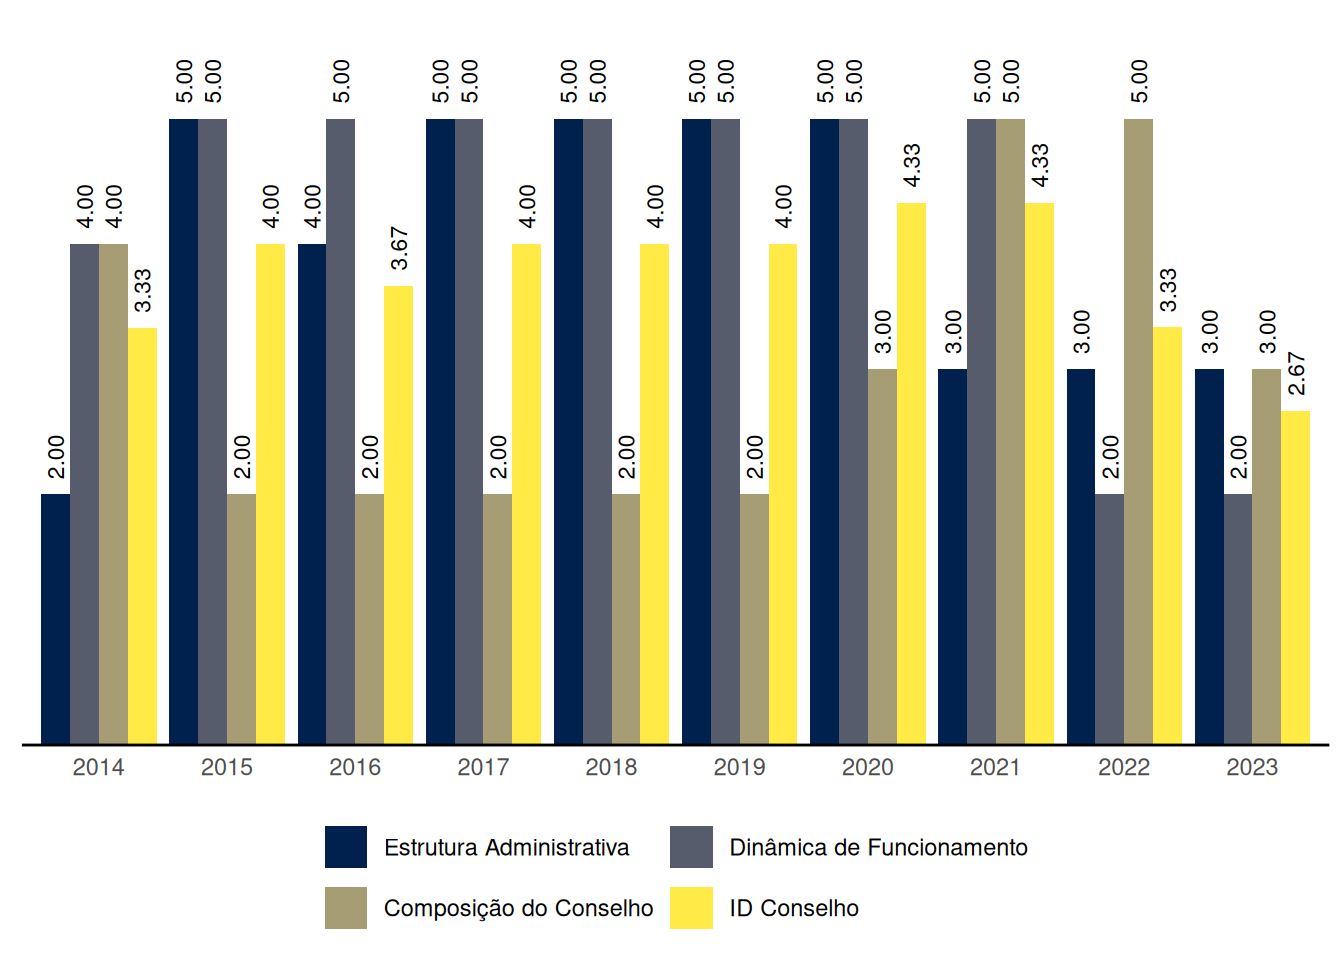 2.00 4.00 4.00 3.33
5.00 5.00 2.00 4.00
4.00 5.00 2.00 3.67
5.00 5.00 2.00 4.00
5.00 5.00 2.00 4.00
5.00 5.00 2.00 4.00
5.00 5.00 3.00 4.33
3.00 5.00 5.00 4.33
3.00 2.00 5.00 3.33
3.00 2.00 3.00 2.67
2014 2015 2016 2017 2018 2019 2020 2021 2022 2023
Estrutura Administrativa Dinâmica de Funcionamento
Composição do Conselho ID Conselho